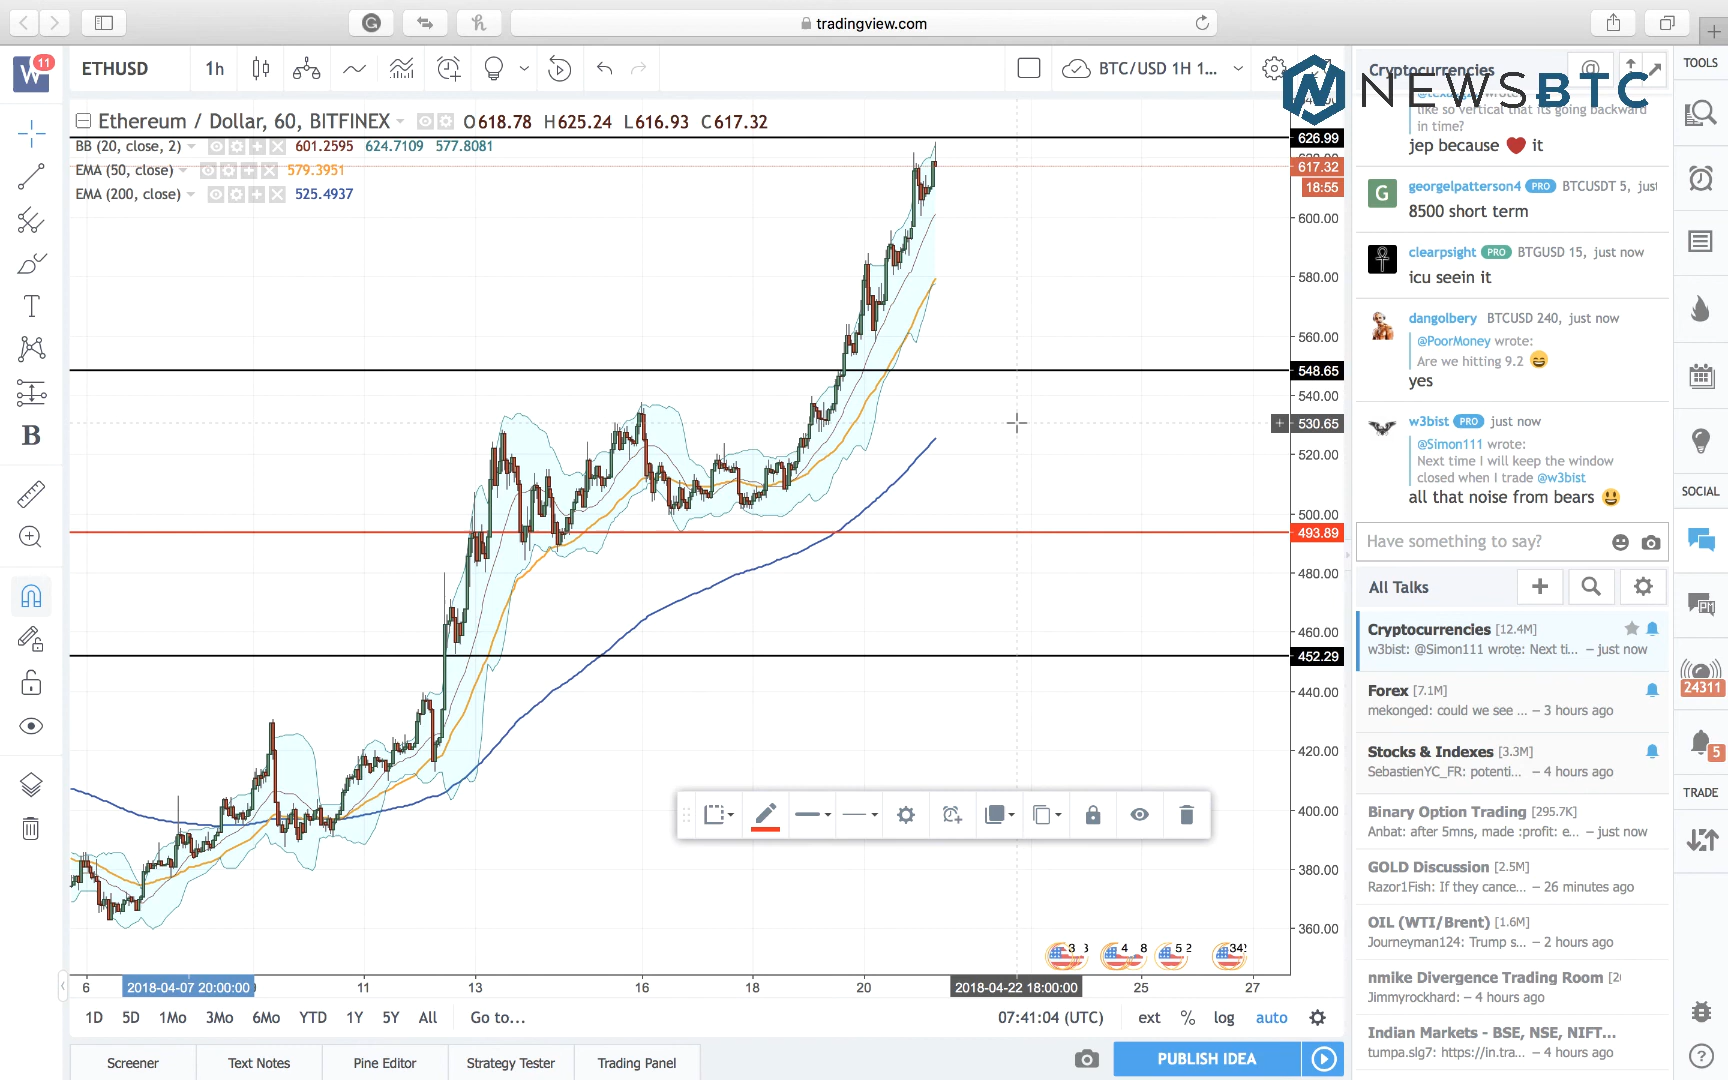 tradingview.com
11
ETHUSD
1h
BTC/USD 1H 1...
NEWSBTC
Ethereum / Dollar, 60, BITFINEX
O618.78 H625.24 L616.93 C617.32
BB (20, close, 2)
601.2595 624.7109 577.8081
EMA (50, close)
579.3951
EMA (200, close)
525.4937
626.99
617.32
18:55
600.00
580.00
560.00
548.65
540.00
530.65
520.00
500.00
493.89
480.00
460.00
452.29
440.00
420.00
400.00
380.00
360.00
6
2018-04-07 20:00:00
11
13
16
18
20
2018-04-22 18:00:00
25
27
1D 5D 1Mo 3Mo 6Mo YTD 1Y 5Y All Go to...
07:41:04 (UTC) ext % log auto
Screener
Text Notes
Pine Editor
Strategy Tester
Trading Panel
PUBLISH IDEA
Cryptocurrencies
like so vertical that its going backward
in time?
jep because it
G
georgelpatterson4 PRO BTCUSDT 5, just
8500 short term
clearpsight PRO BTGUSD 15, just now
icu seein it
dangolbery BTCUSD 240, just now
@PoorMoney wrote:
Are we hitting 9.2
yes
w3bist PRO just now
@Simon111 wrote:
Next time I will keep the window
closed when I trade @w3bist
all that noise from bears
Have something to say?
All Talks
Cryptocurrencies [12.4M]
w3bist: @Simon111 wrote: Next ti... – just now
Forex [7.1M]
mekonged: could we see ... – 3 hours ago
Stocks & Indexes [3.3M]
SebastienYC_FR: potenti... – 4 hours ago
Binary Option Trading [295.7K]
Anbat: after 5mns, made :profit: e... – just now
GOLD Discussion [2.5M]
Razor1Fish: If they cance... – 26 minutes ago
OIL (WTI/Brent) [1.6M]
Journeyman124: Trump s... – 2 hours ago
nmike Divergence Trading Room
Jimmyrockhard: – 4 hours ago
Indian Markets - BSE, NSE, NIFT...
tumpa.slg7: https://in.tra... – 4 hours ago
TOOLS
SOCIAL
PM
24311
5
TRADE